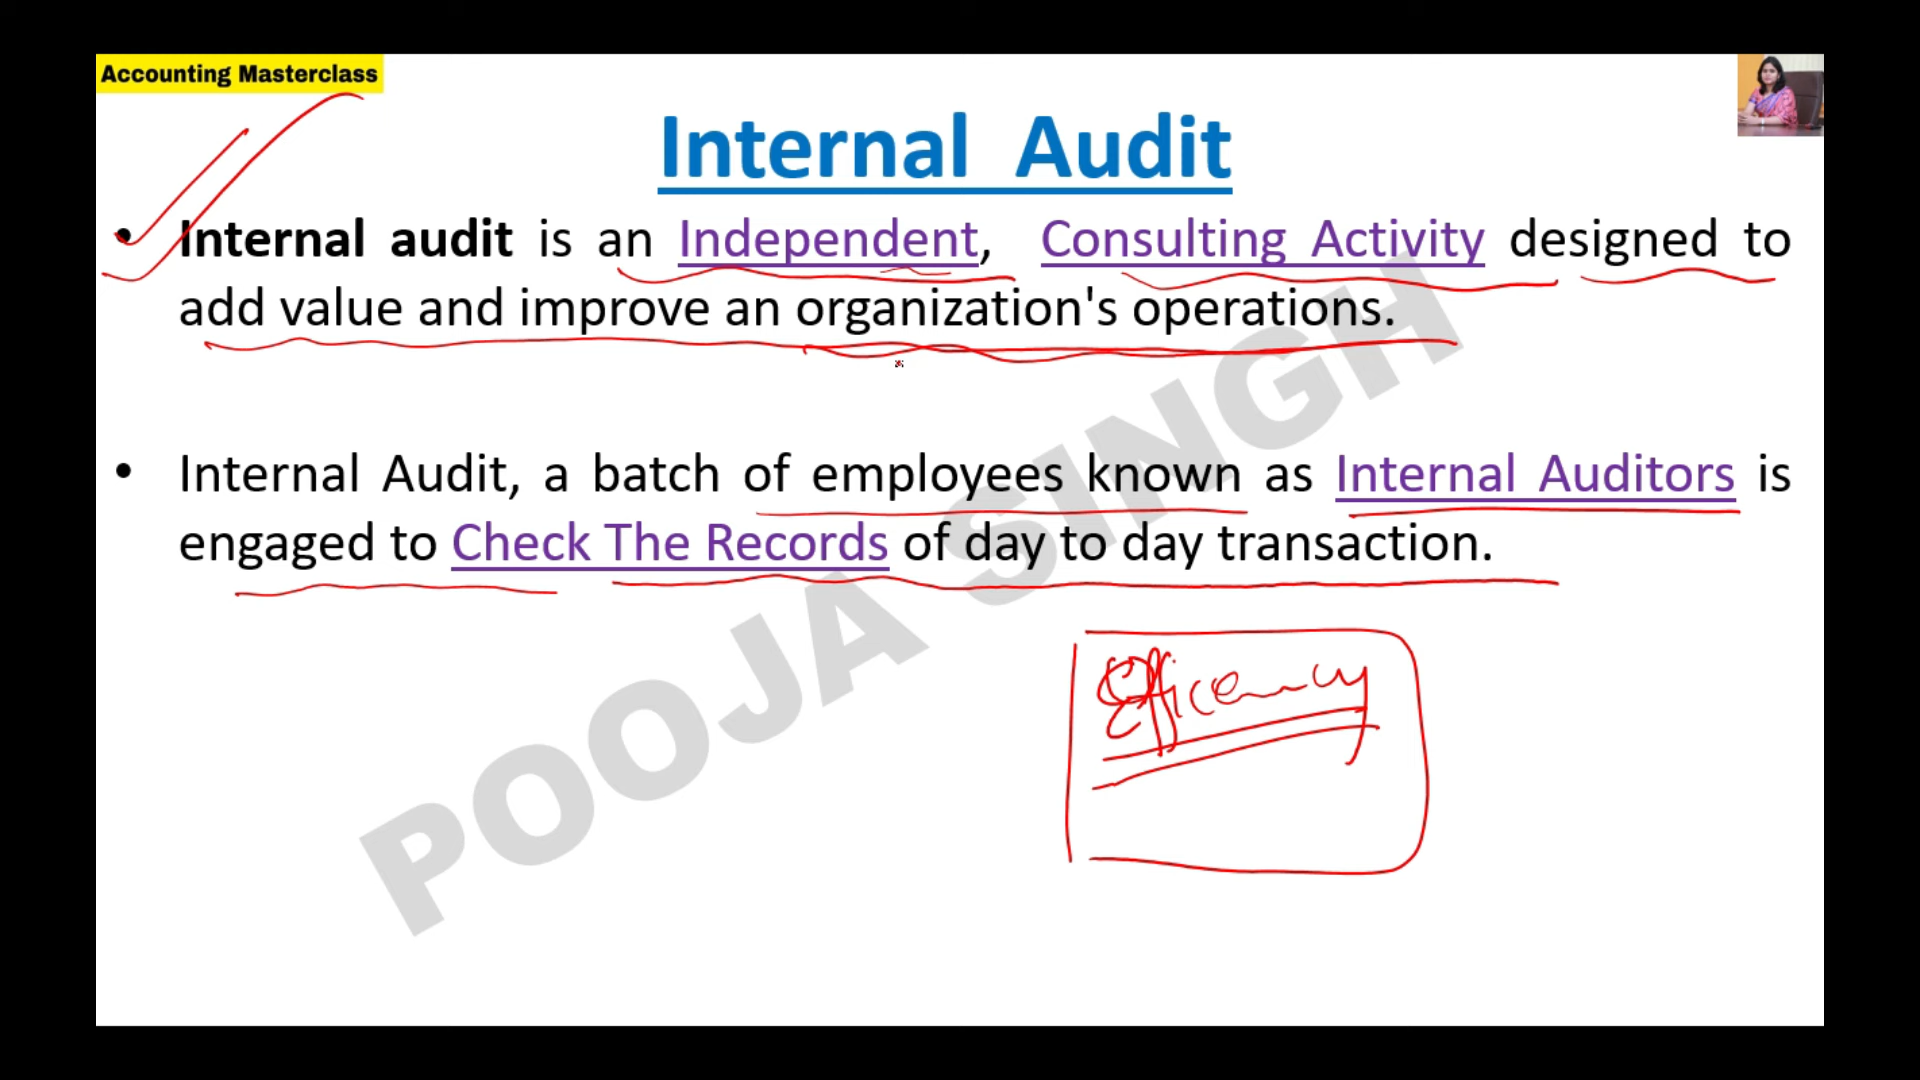 Accounting Masterclass
Internal Audit
• Internal audit is an Independent, Consulting Activity designed to
add value and improve an organization's operations.
• Internal Audit, a batch of employees known as Internal Auditors is
engaged to Check The Records of day to day transaction.
Efficency
POOJA SINGH